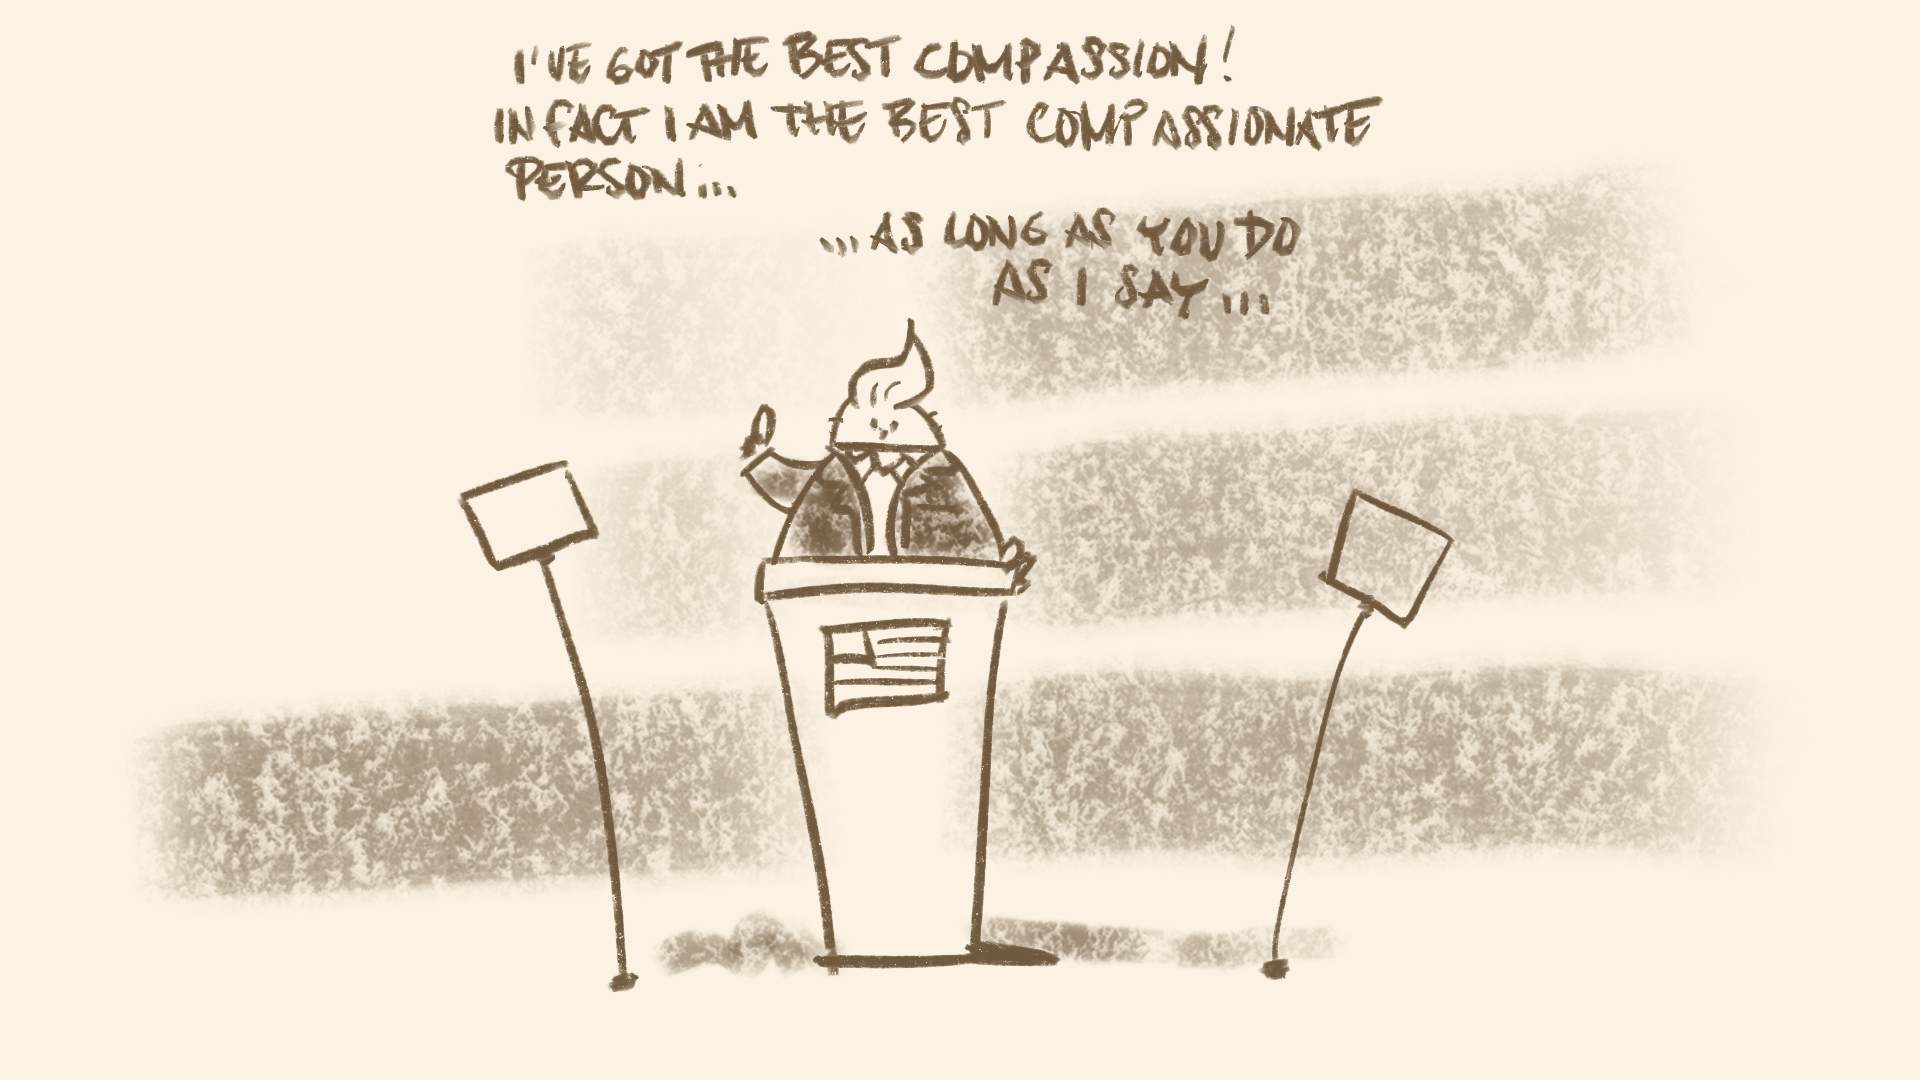 I'VE GOT THE BEST COMPASSION!
IN FACT I AM THE BEST COMPASSIONATE
PERSON...
...AS LONG AS YOU DO
AS I SAY...